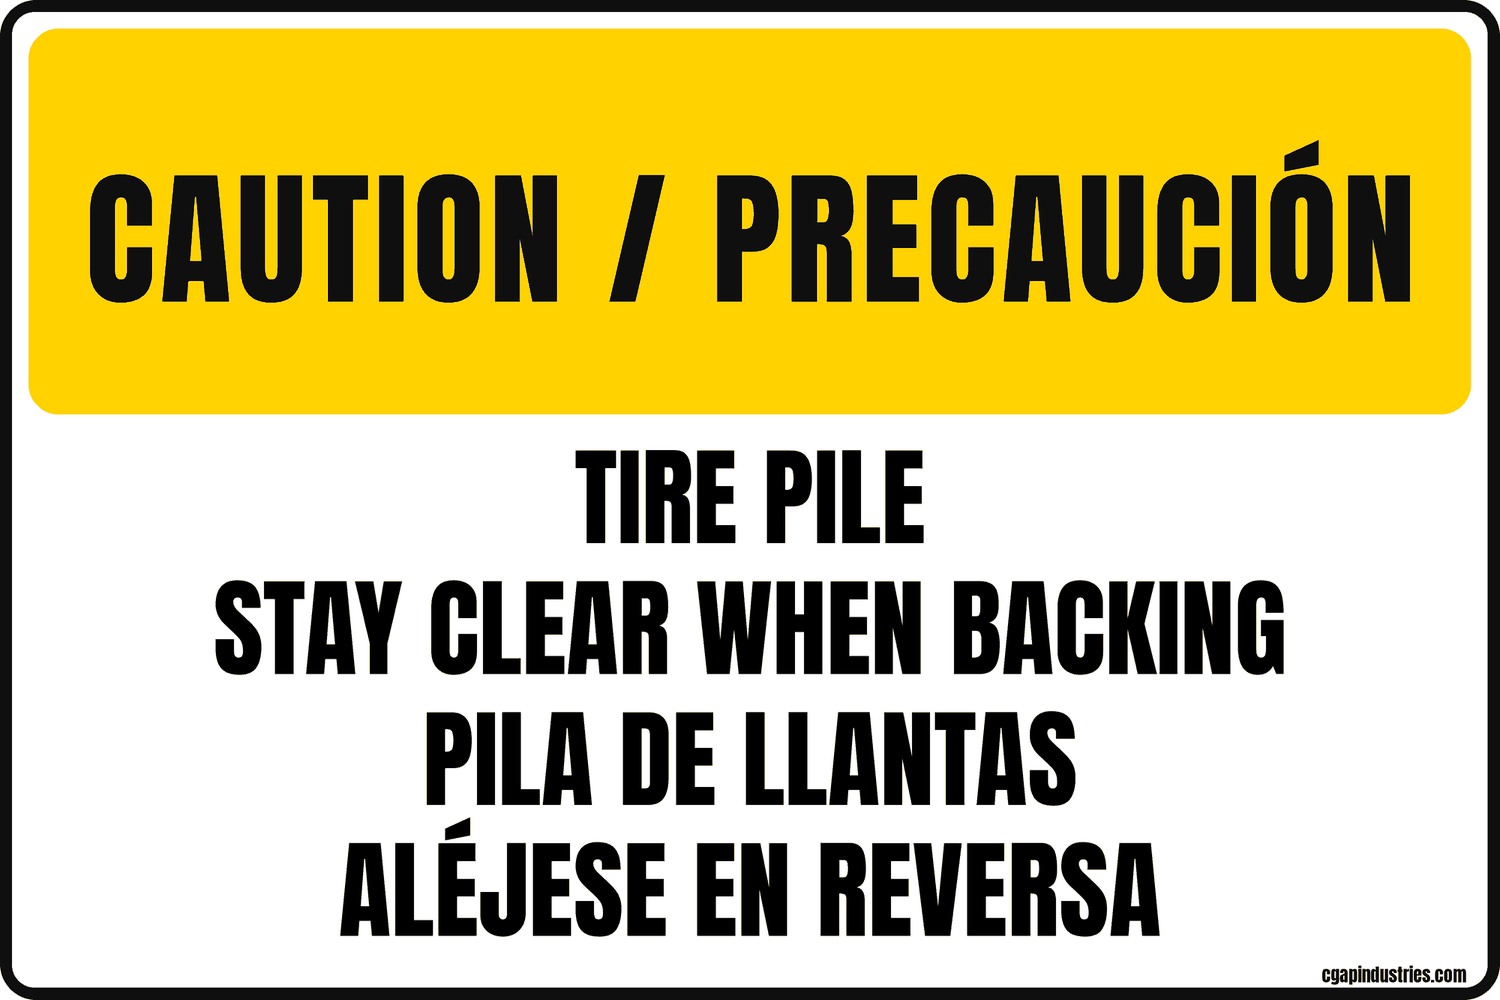 CAUTION / PRECAUCIÓN
TIRE PILE
STAY CLEAR WHEN BACKING
PILA DE LLANTAS
ALÉJESE EN REVERSA
cgapindustries.com